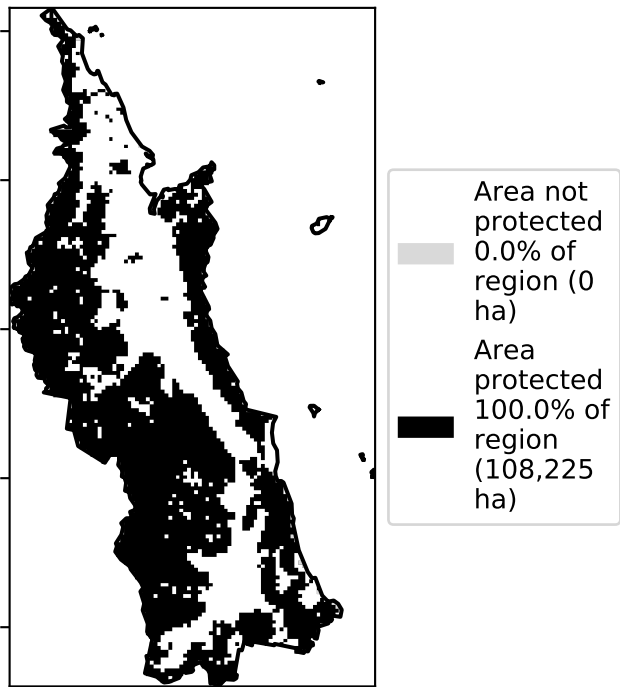 Area not
protected
0.0% of
region (0
ha)
Area
protected
100.0% of
region
(108,225
ha)